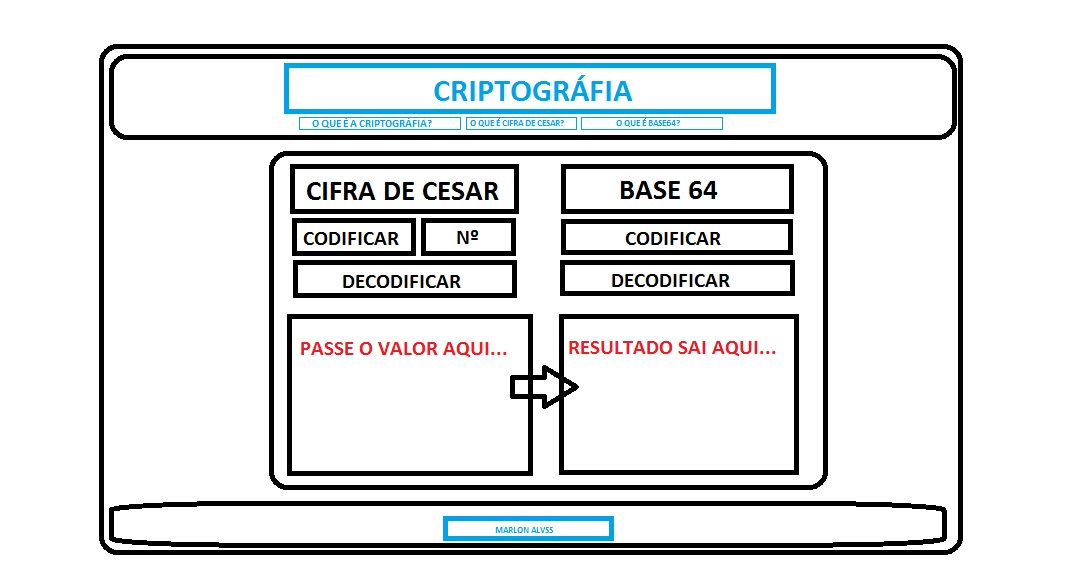 CRIPTOGRÁFIA
O QUE É A CRIPTOGRÁFIA? O QUE É CIFRA DE CESAR? O QUE É BASE64?
CIFRA DE CESAR BASE 64
CODIFICAR Nº CODIFICAR
DECODIFICAR DECODIFICAR
PASSE O VALOR AQUI... RESULTADO SAI AQUI...
MARLON ALVSS